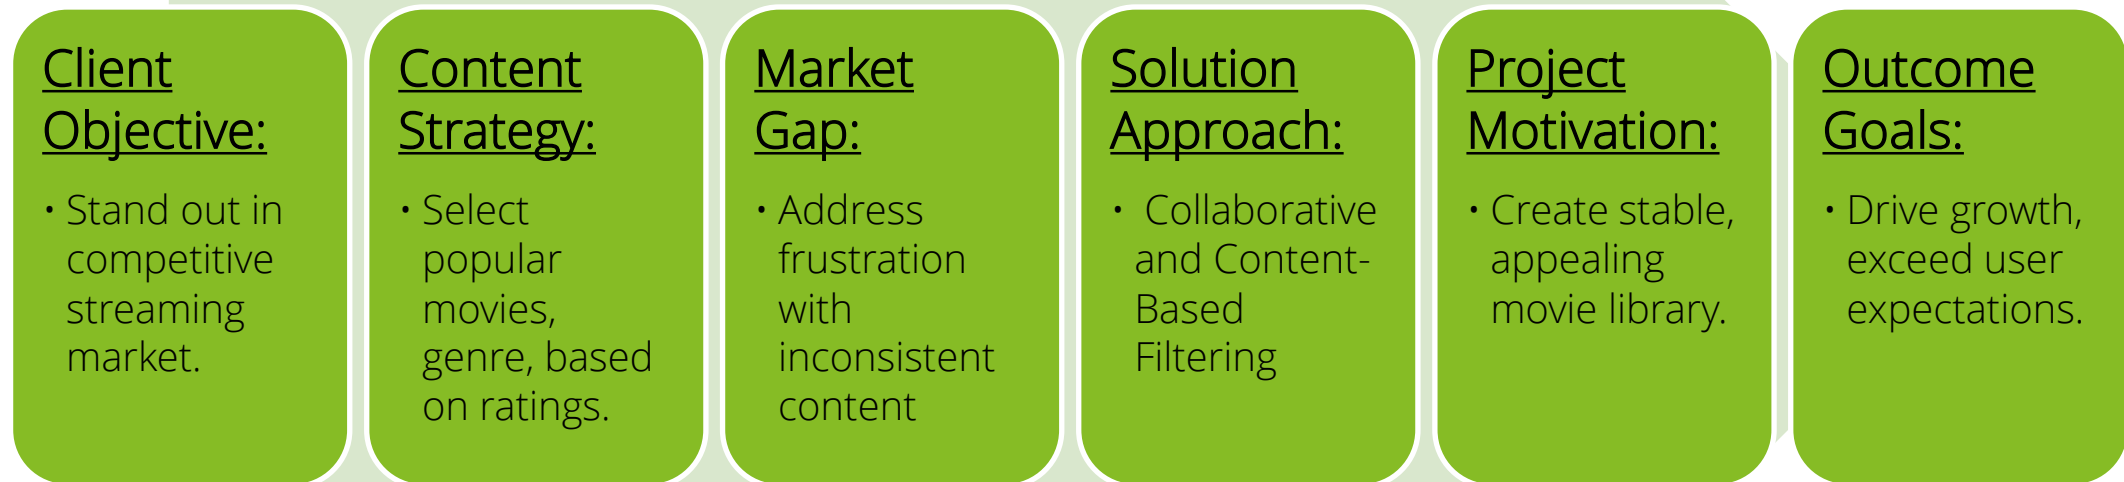 Client
Objective:
• Stand out in
competitive
streaming
market.
Content
Strategy:
• Select
popular
movies,
genre, based
on ratings.
Market
Gap:
• Address
frustration
with
inconsistent
content
Solution
Approach:
• Collaborative
and Content-
Based
Filtering
Project
Motivation:
• Create stable,
appealing
movie library.
Outcome
Goals:
• Drive growth,
exceed user
expectations.